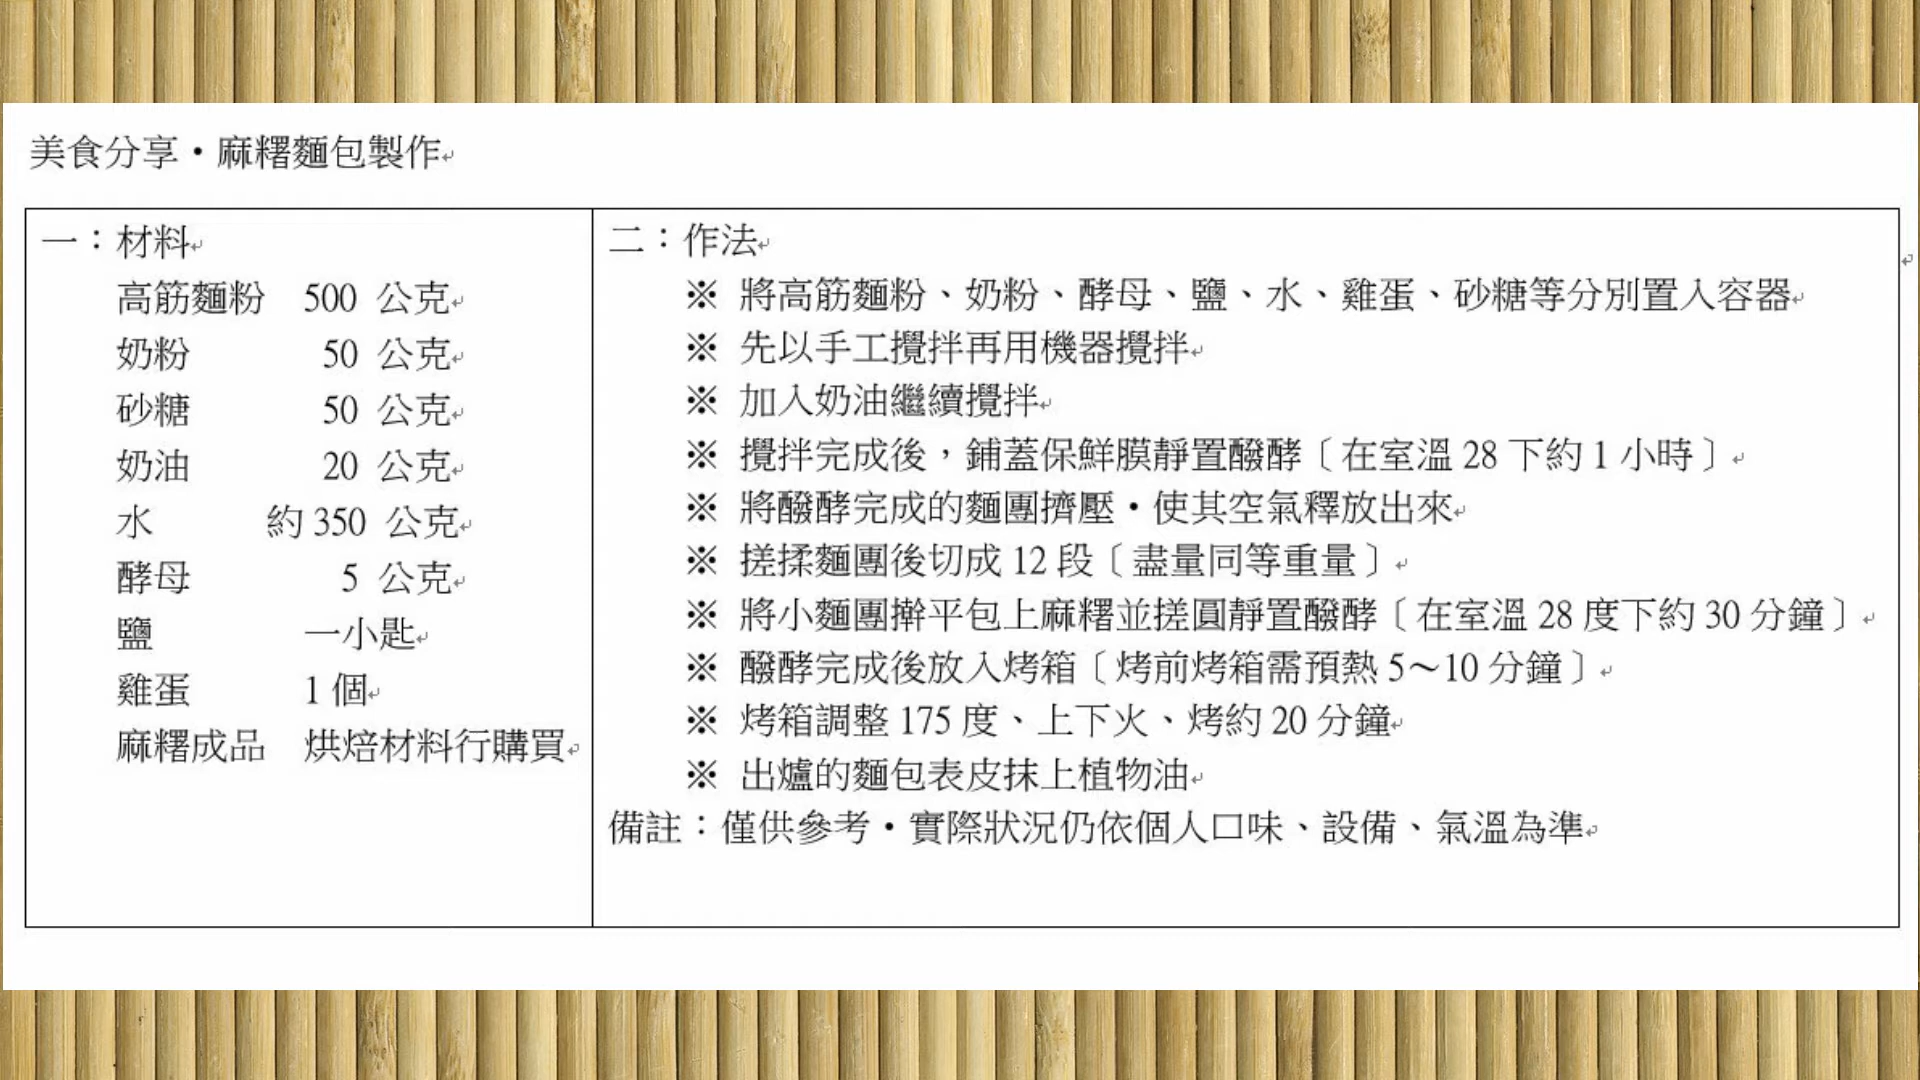 美食分享•麻糬麵包製作
一：材料
高筋麵粉 500 公克
奶粉 50 公克
砂糖 50 公克
奶油 20 公克
水 約 350 公克
酵母 5 公克
鹽 一小匙
雞蛋 1 個
麻糬成品 烘焙材料行購買
二：作法
※ 將高筋麵粉、奶粉、酵母、鹽、水、雞蛋、砂糖等分別置入容器
※ 先以手工攪拌再用機器攪拌
※ 加入奶油繼續攪拌
※ 攪拌完成後，鋪蓋保鮮膜靜置醱酵〔在室溫 28 下約 1 小時〕
※ 將醱酵完成的麵團擠壓•使其空氣釋放出來
※ 搓揉麵團後切成 12 段〔盡量同等重量〕
※ 將小麵團擀平包上麻糬並搓圓靜置醱酵〔在室溫 28 度下約 30 分鐘〕
※ 醱酵完成後放入烤箱〔烤前烤箱需預熱 5～10 分鐘〕
※ 烤箱調整 175 度、上下火、烤約 20 分鐘
※ 出爐的麵包表皮抹上植物油
備註：僅供參考•實際狀況仍依個人口味、設備、氣溫為準